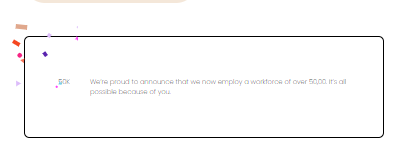 50K
We're proud to announce that we now employ a workforce of over 50,00. It's all
possible because of you.